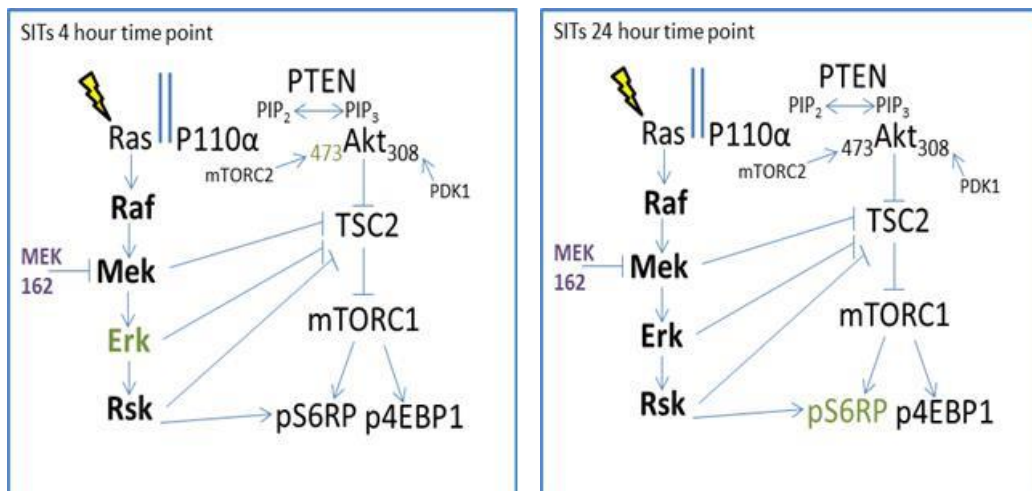 SITs 4 hour time point
PTEN
PIP2 PIP3
Ras P110α 473Akt308
mTORC2
PDK1
Raf
TSC2
MEK
162
Mek
mTORC1
Erk
Rsk
pS6RP p4EBP1
SITs 24 hour time point
PTEN
PIP2 PIP3
Ras P110α 473Akt308
mTORC2
PDK1
Raf
TSC2
MEK
162
Mek
mTORC1
Erk
Rsk
pS6RP p4EBP1